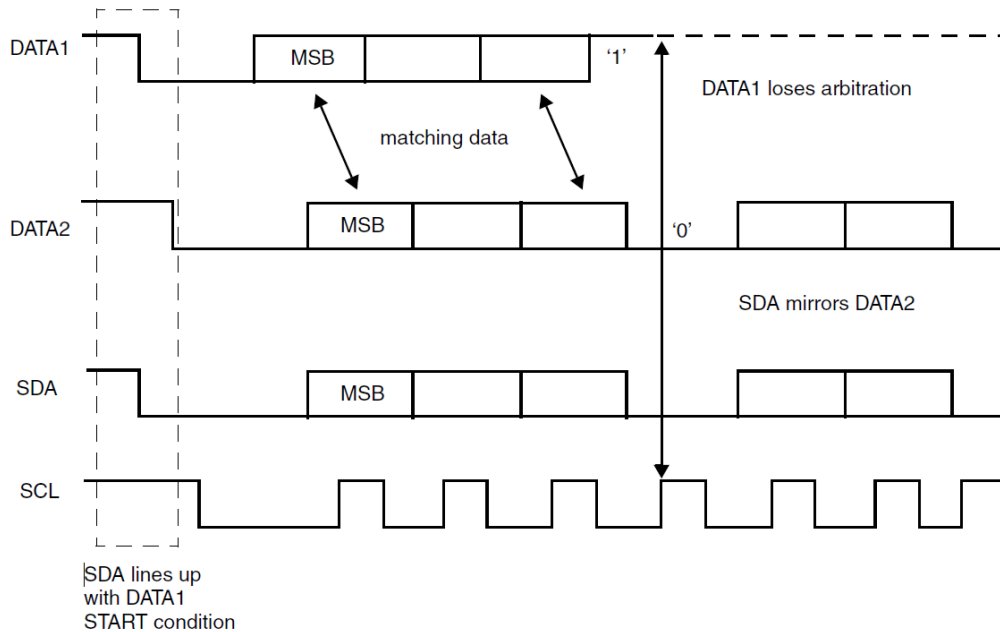 DATA1
MSB
‘1’
DATA1 loses arbitration
matching data
DATA2
MSB
‘0’
SDA mirrors DATA2
SDA
MSB
SCL
SDA lines up
with DATA1
START condition